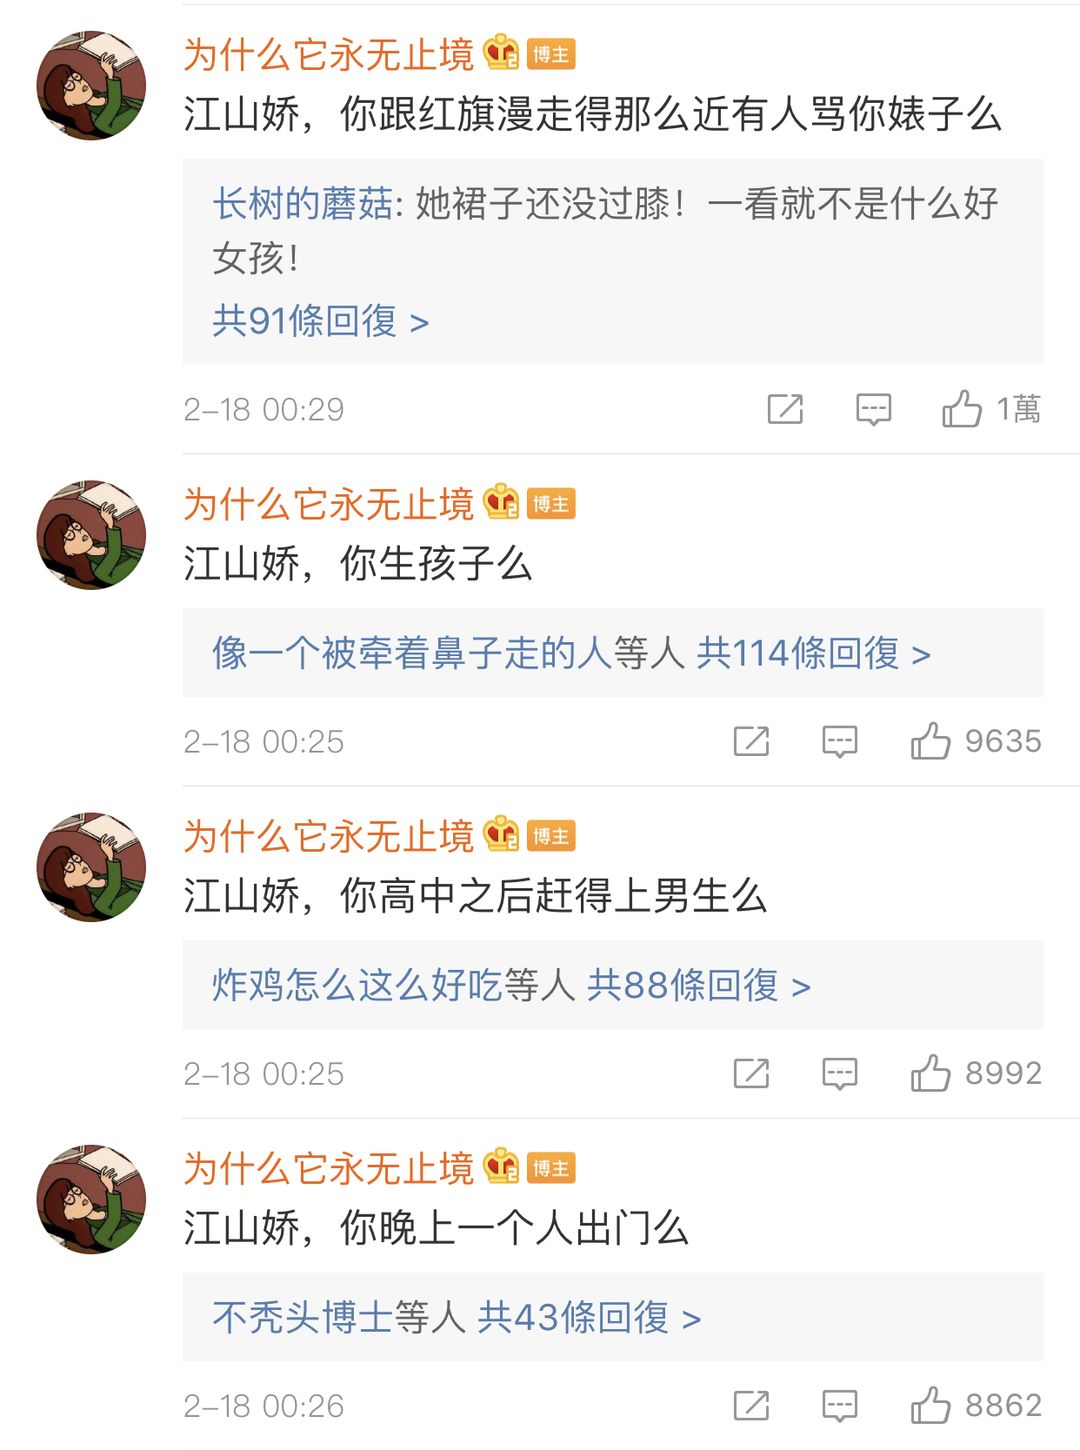 为什么它永无止境 2 博主
江山娇，你跟红旗漫走得那么近有人骂你婊子么
长树的蘑菇: 她裙子还没过膝！一看就不是什么好
女孩！
共91條回復 >
2-18 00:29 1萬
为什么它永无止境 2 博主
江山娇，你生孩子么
像一个被牵着鼻子走的人等人 共114條回復 >
2-18 00:25 9635
为什么它永无止境 2 博主
江山娇，你高中之后赶得上男生么
炸鸡怎么这么好吃等人 共88條回復 >
2-18 00:25 8992
为什么它永无止境 2 博主
江山娇，你晚上一个人出门么
不秃头博士等人 共43條回復 >
2-18 00:26 8862